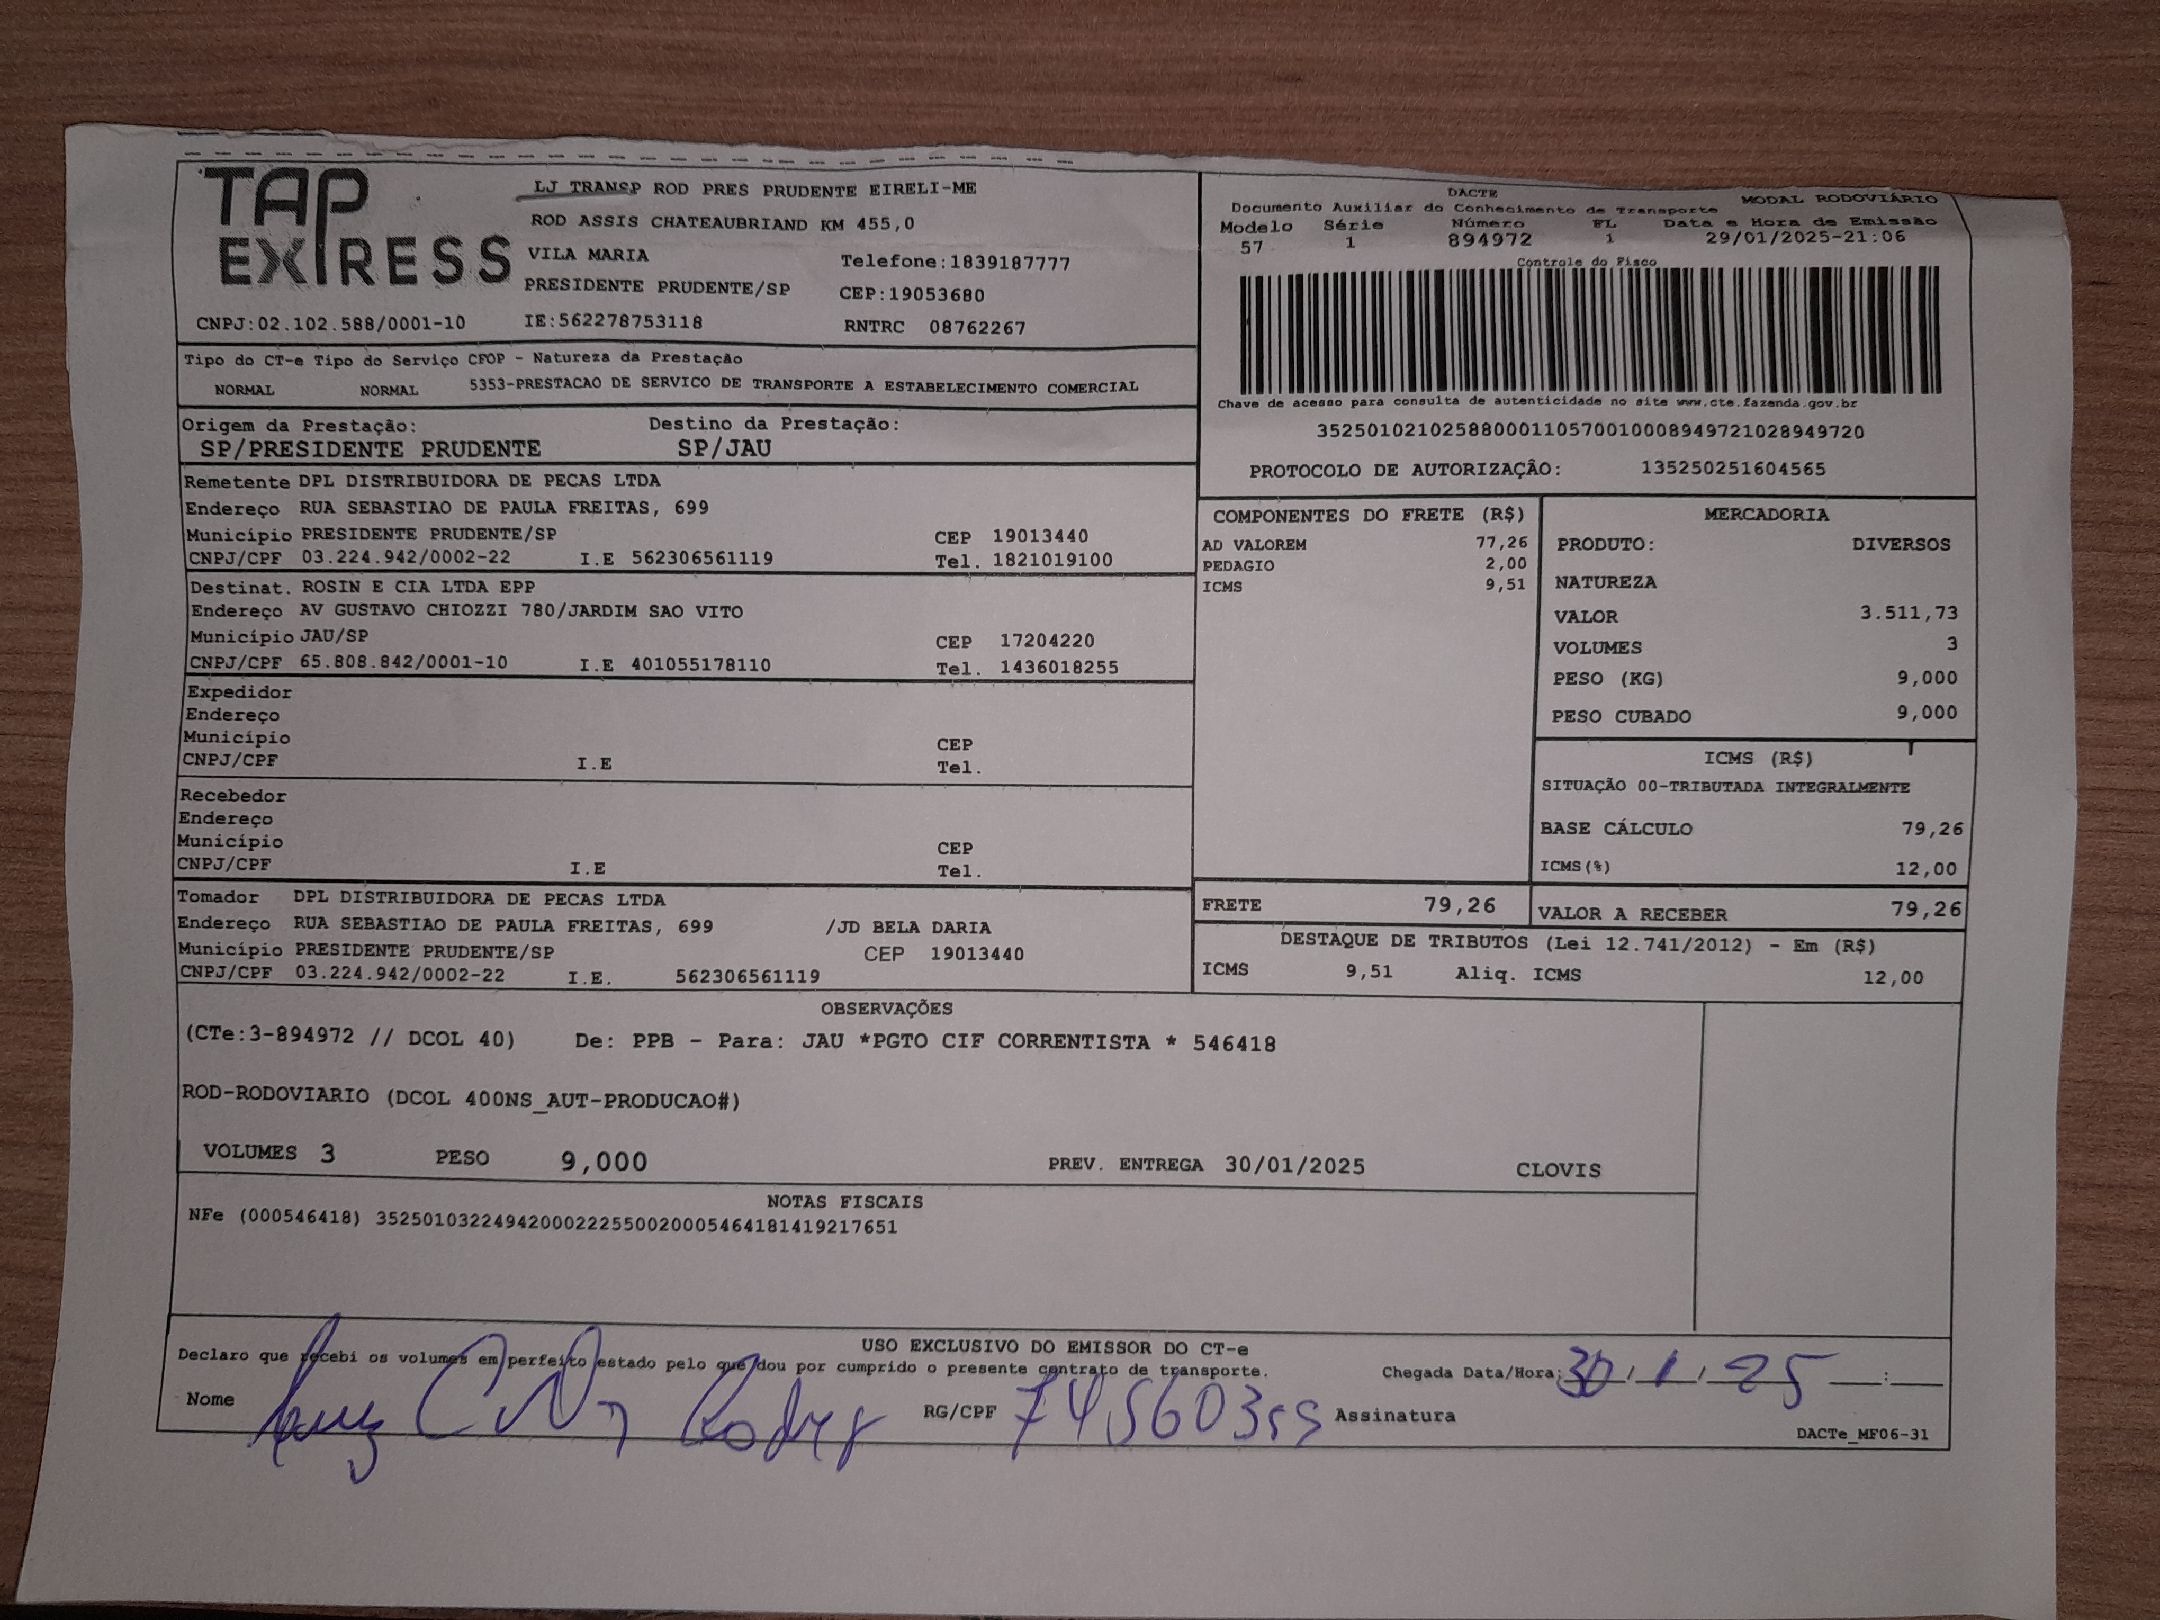 TAP EXPRESS
LJ TRANSP ROD PRES PRUDENTE EIRELI-ME
ROD ASSIS CHATEAUBRIAND KM 455,0
VILA MARIA Telefone:1839187777
PRESIDENTE PRUDENTE/SP CEP:19053680
CNPJ:02.102.588/0001-10 IE:562278753118 RNTRC 08762267
DACTE MODAL RODOVIÁRIO
Documento Auxiliar do Conhecimento de Transporte
Modelo Série Número FL Data e Hora de Emissão
57 1 894972 1 29/01/2025-21:06
Controle do Fisco
Chave de acesso para consulta de autenticidade no site www.cte.fazenda.gov.br
35250102102588000110570010008949721028949720
PROTOCOLO DE AUTORIZAÇÃO: 135250251604565
Tipo do CT-e Tipo do Serviço CFOP - Natureza da Prestação
NORMAL NORMAL 5353-PRESTACAO DE SERVICO DE TRANSPORTE A ESTABELECIMENTO COMERCIAL
Origem da Prestação: Destino da Prestação:
SP/PRESIDENTE PRUDENTE SP/JAU
Remetente DPL DISTRIBUIDORA DE PECAS LTDA
Endereço RUA SEBASTIAO DE PAULA FREITAS, 699
Município PRESIDENTE PRUDENTE/SP CEP 19013440
CNPJ/CPF 03.224.942/0002-22 I.E 562306561119 Tel. 1821019100
Destinat. ROSIN E CIA LTDA EPP
Endereço AV GUSTAVO CHIOZZI 780/JARDIM SAO VITO
Município JAU/SP CEP 17204220
CNPJ/CPF 65.808.842/0001-10 I.E 401055178110 Tel. 1436018255
Expedidor
Endereço
Município CEP
CNPJ/CPF I.E Tel.
Recebedor
Endereço
Município CEP
CNPJ/CPF I.E Tel.
Tomador DPL DISTRIBUIDORA DE PECAS LTDA
Endereço RUA SEBASTIAO DE PAULA FREITAS, 699 /JD BELA DARIA
Município PRESIDENTE PRUDENTE/SP CEP 19013440
CNPJ/CPF 03.224.942/0002-22 I.E. 562306561119
COMPONENTES DO FRETE (R$)
AD VALOREM 77,26
PEDAGIO 2,00
ICMS 9,51
MERCADORIA
PRODUTO: DIVERSOS
NATUREZA
VALOR 3.511,73
VOLUMES 3
PESO (KG) 9,000
PESO CUBADO 9,000
ICMS (R$)
SITUAÇÃO 00-TRIBUTADA INTEGRALMENTE
BASE CÁLCULO 79,26
ICMS(%) 12,00
FRETE 79,26 VALOR A RECEBER 79,26
DESTAQUE DE TRIBUTOS (Lei 12.741/2012) - Em (R$)
ICMS 9,51 Aliq. ICMS 12,00
OBSERVAÇÕES
(CTe:3-894972 // DCOL 40) De: PPB - Para: JAU *PGTO CIF CORRENTISTA * 546418
ROD-RODOVIARIO (DCOL 400NS_AUT-PRODUCAO#)
VOLUMES 3 PESO 9,000 PREV. ENTREGA 30/01/2025 CLOVIS
NOTAS FISCAIS
NFe (000546418) 35250103224942000222550020005464181419217651
USO EXCLUSIVO DO EMISSOR DO CT-e
Declaro que recebi os volumes em perfeito estado pelo que dou por cumprido o presente contrato de transporte. Chegada Data/Hora: 30/1/25 __:__
Nome RG/CPF Assinatura
DACTe_MF06-31